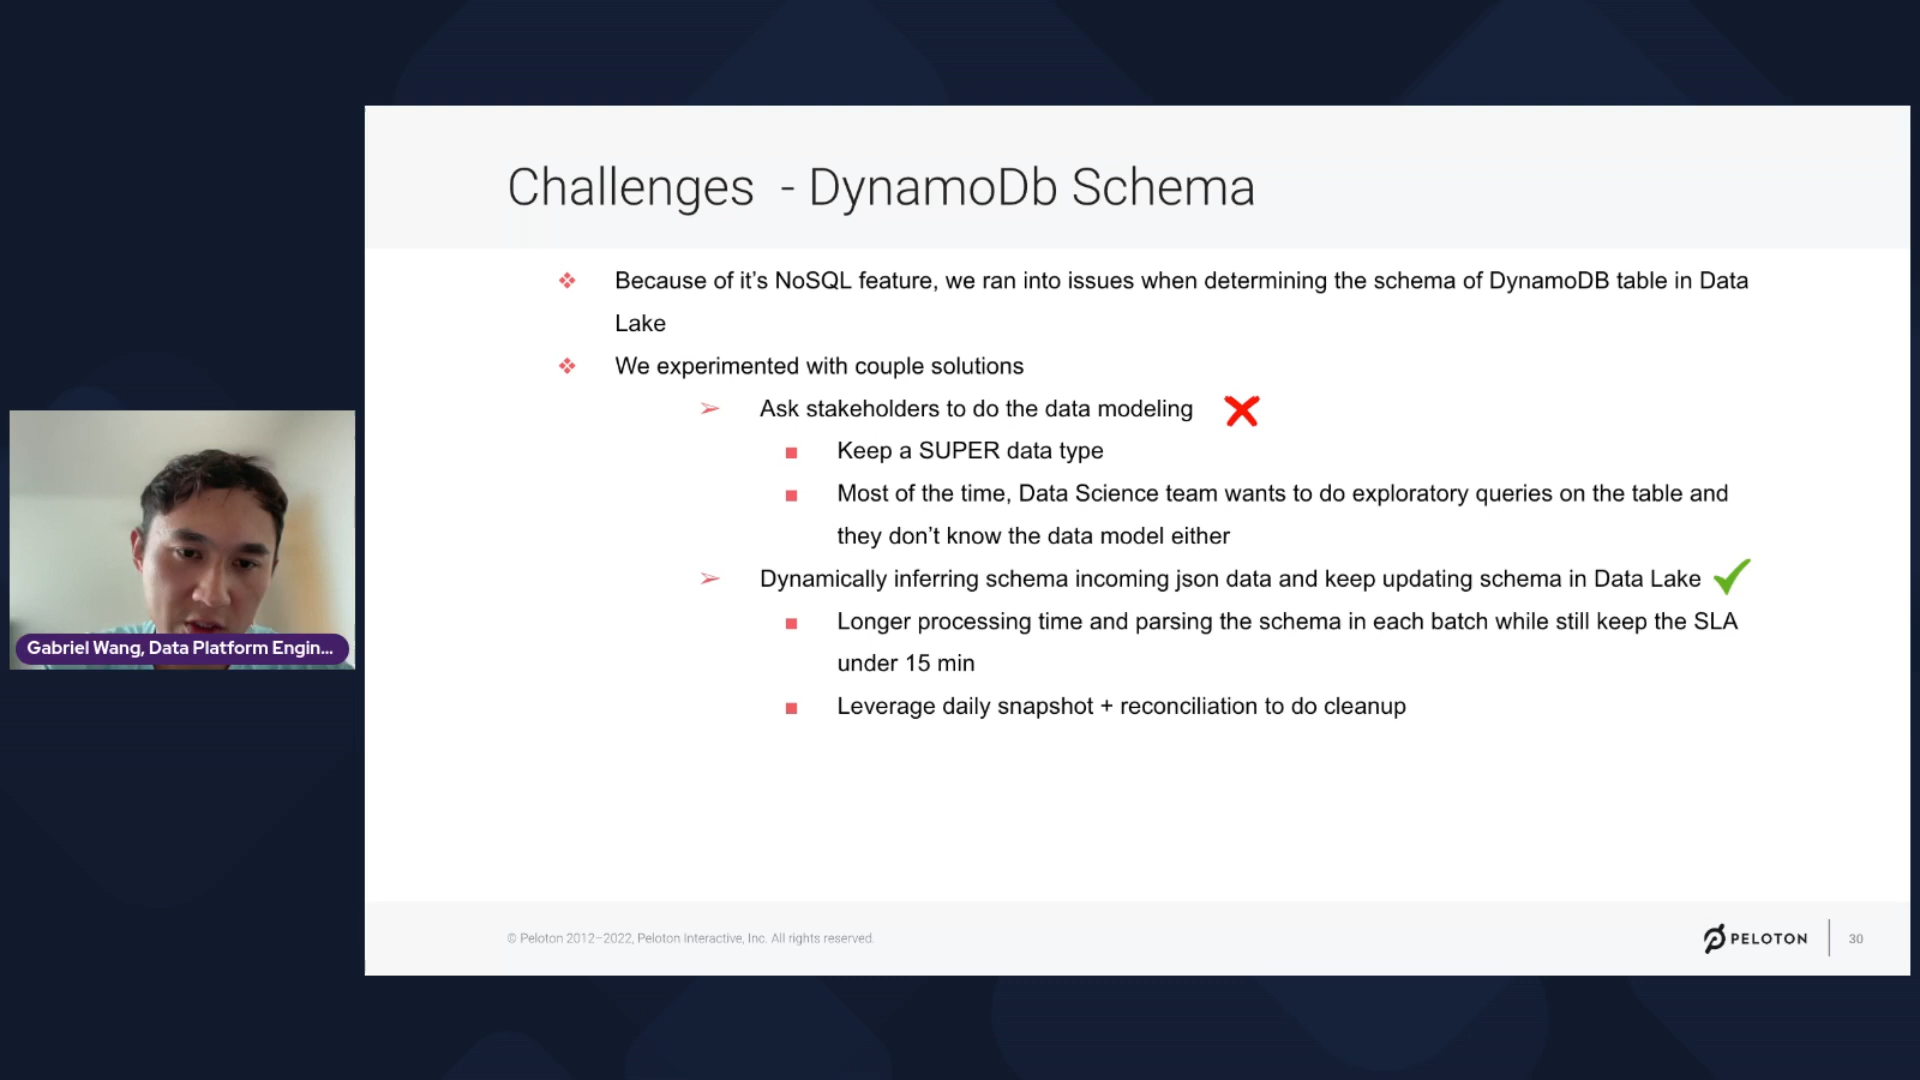 Challenges - DynamoDb Schema
Because of it's NoSQL feature, we ran into issues when determining the schema of DynamoDB table in Data
Lake
We experimented with couple solutions
Ask stakeholders to do the data modeling
Keep a SUPER data type
Most of the time, Data Science team wants to do exploratory queries on the table and
they don’t know the data model either
Dynamically inferring schema incoming json data and keep updating schema in Data Lake
Longer processing time and parsing the schema in each batch while still keep the SLA
under 15 min
Leverage daily snapshot + reconciliation to do cleanup
Gabriel Wang, Data Platform Engin...
© Peloton 2012–2022, Peloton Interactive, Inc. All rights reserved.
PELOTON
30